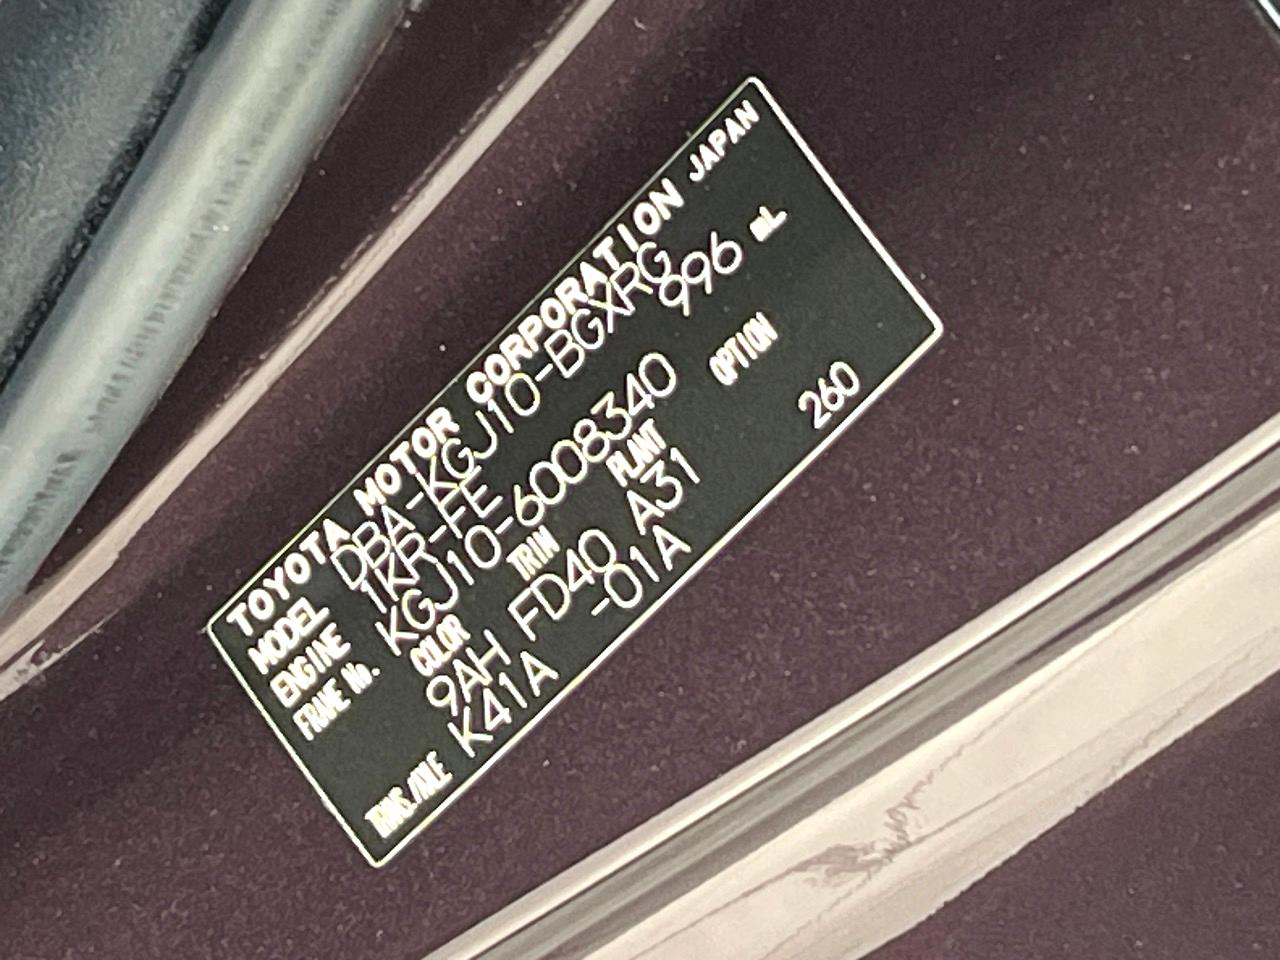 TOYOTA MOTOR CORPORATION JAPAN
MODEL DBA-KGJ10-BGXRG
ENGINE 1KR-FE 996 mL
FRAME No. KGJ10-6008340
COLOR TRIM PLANT OPTION
9AH FD40 A31 260
TRANS./AXLE K41A -01A